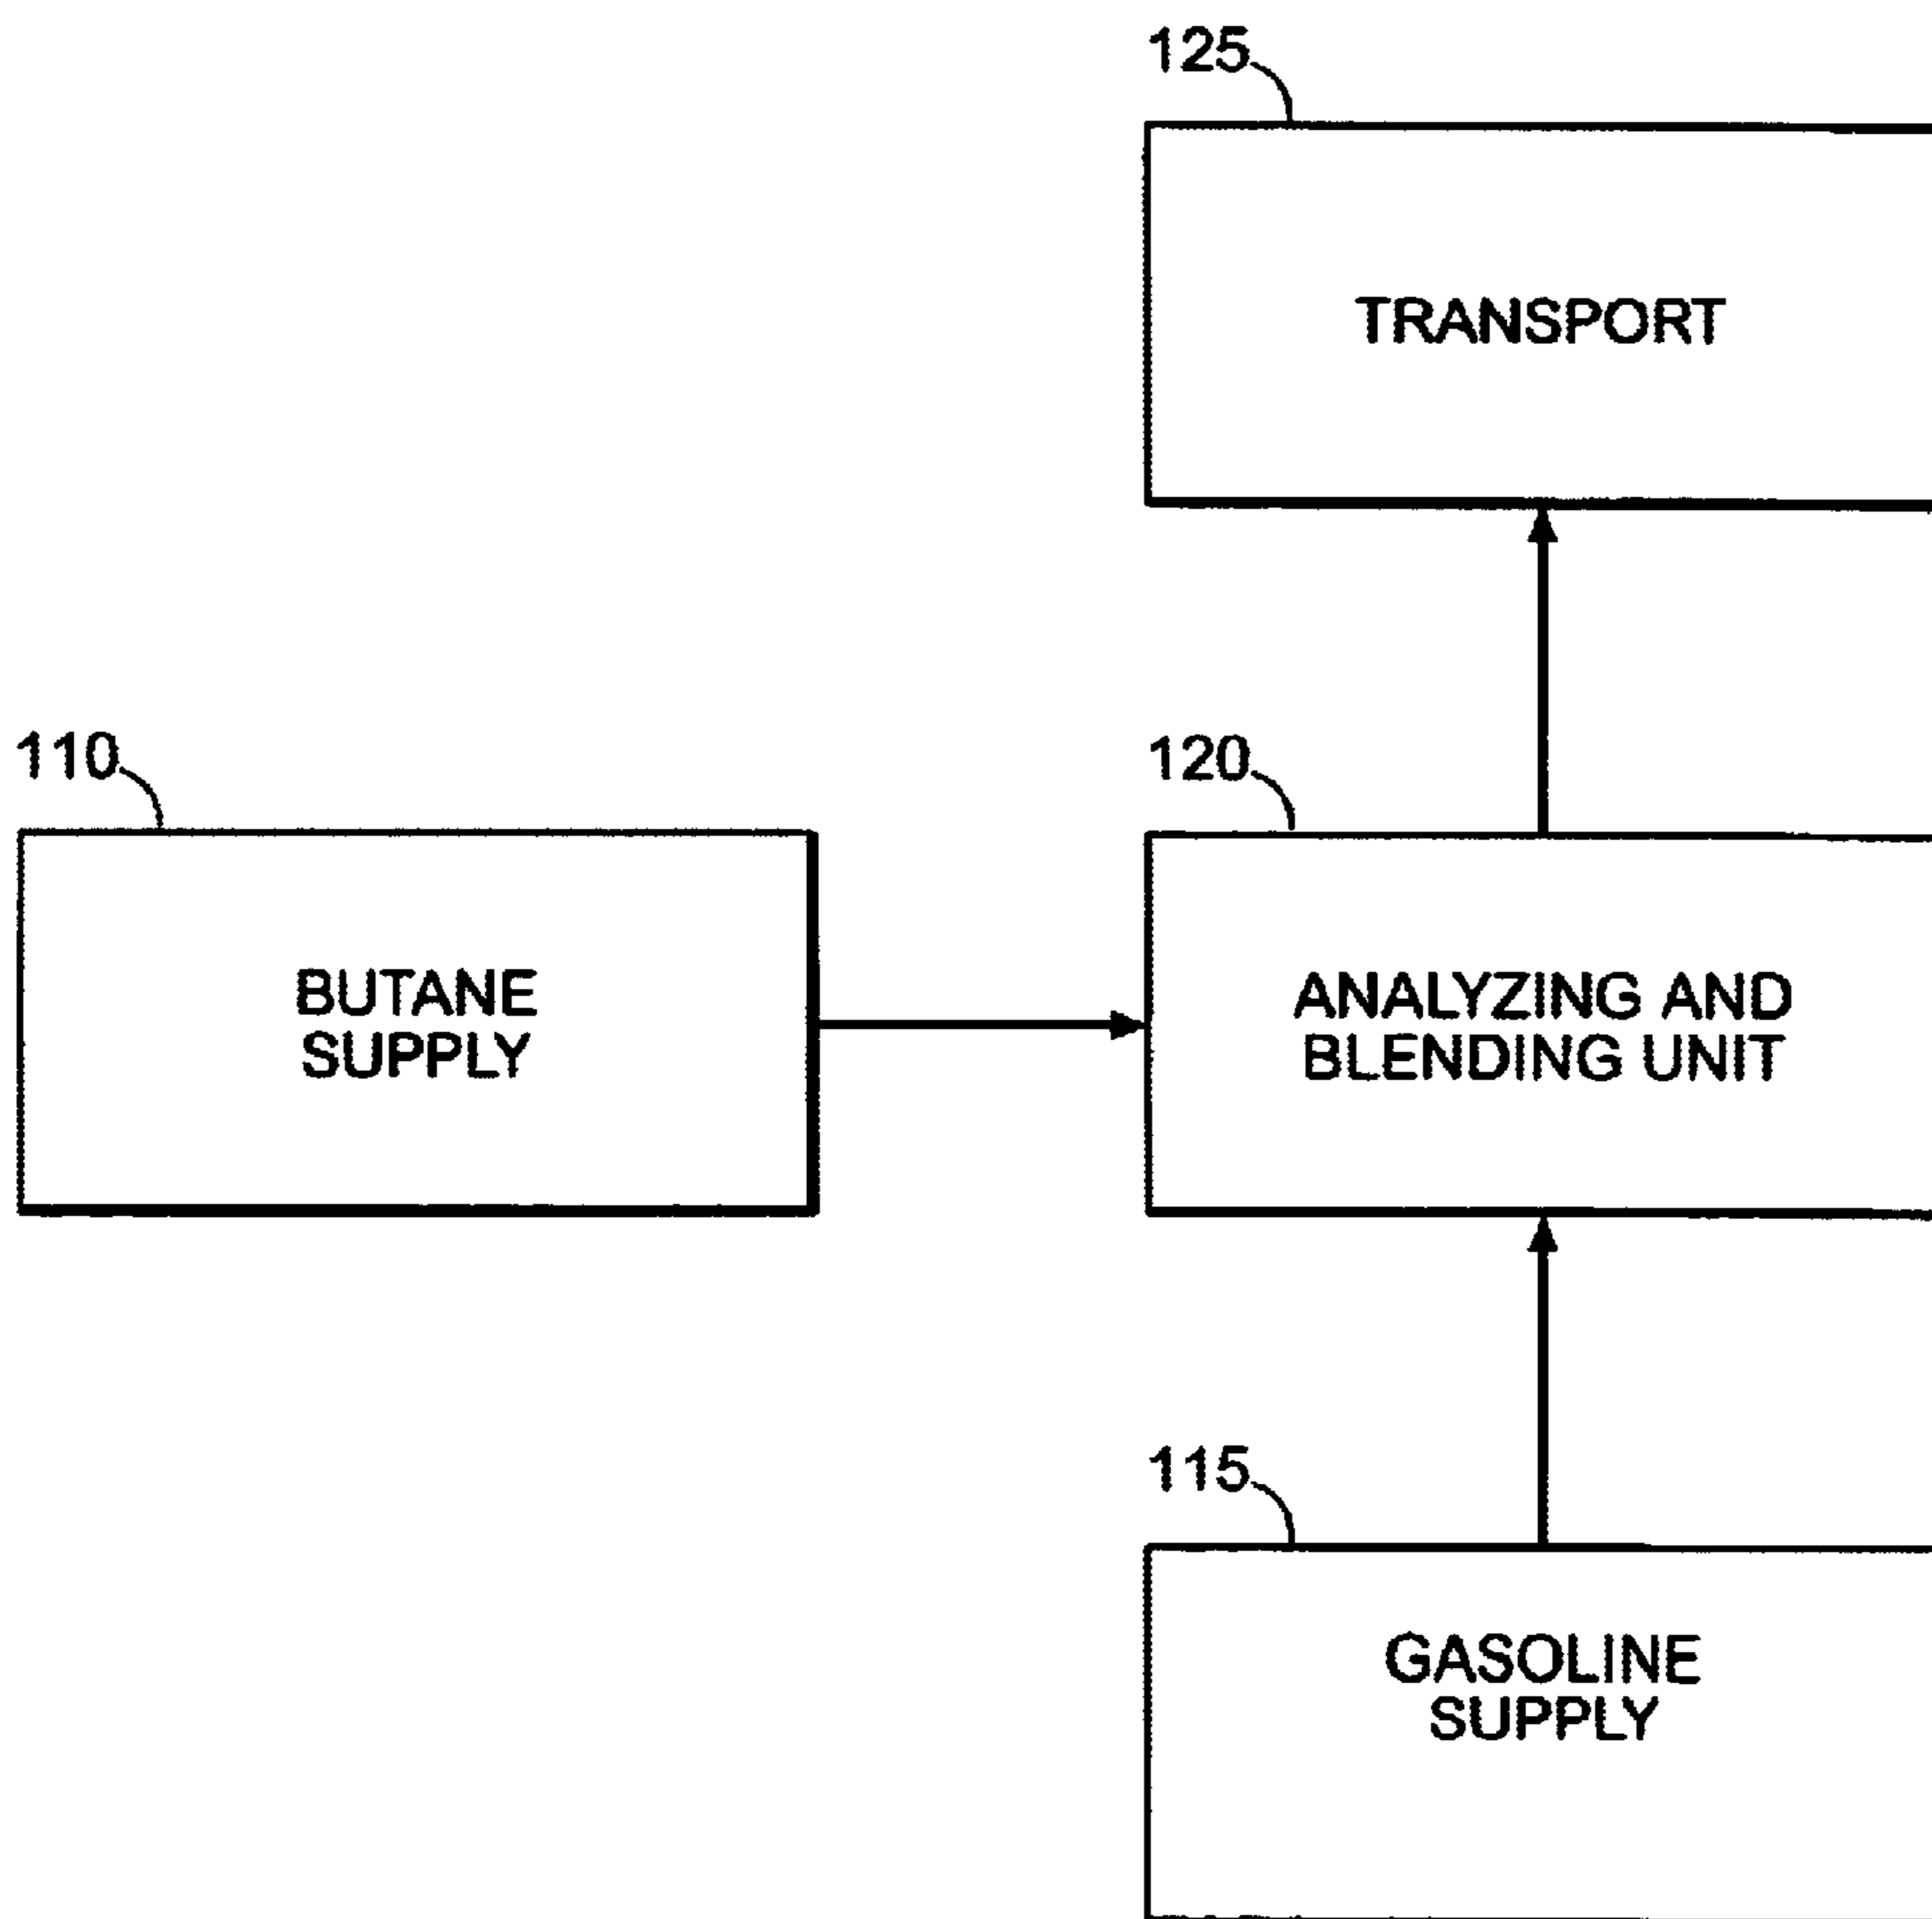 125
TRANSPORT
110
120
BUTANE
SUPPLY
ANALYZING AND
BLENDING UNIT
115
GASOLINE
SUPPLY